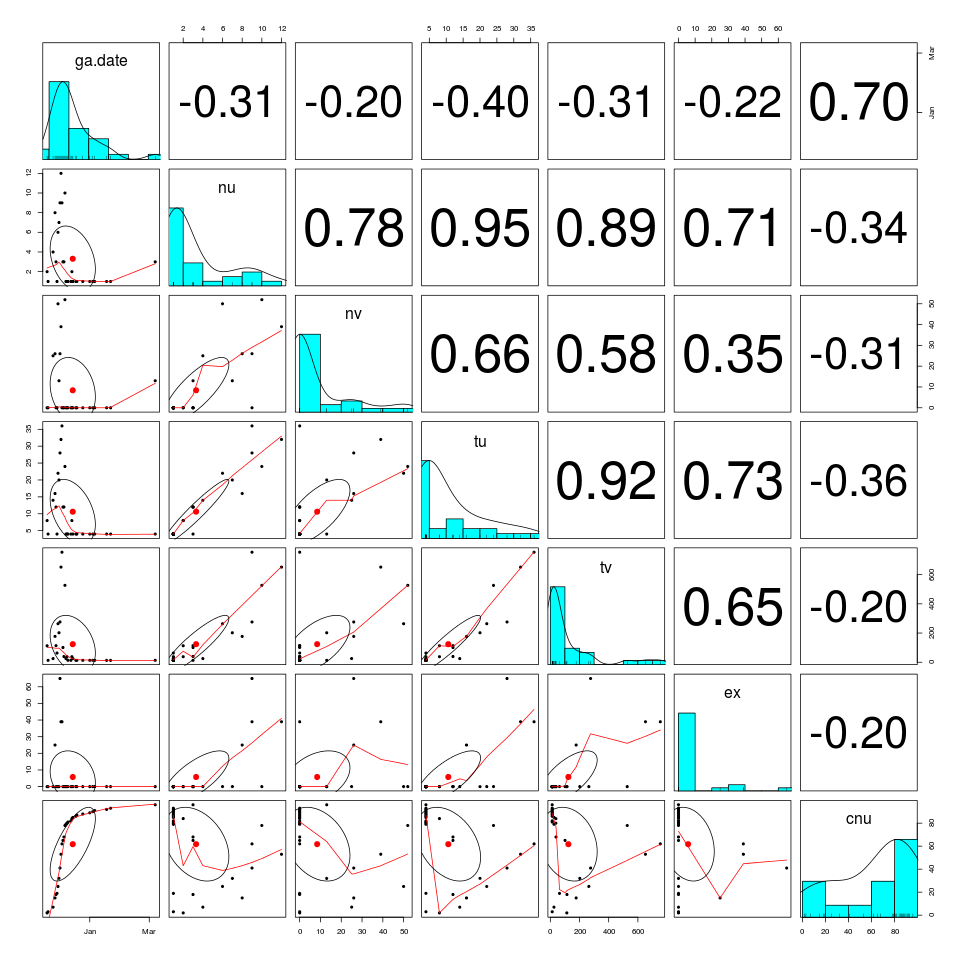 2 4 6 8 10 12
5 15 25 35
0 20 40 60
ga.date -0.31 -0.20 -0.40 -0.31 -0.22 0.70
Jan Mar
nu 0.78 0.95 0.89 0.71 -0.34
2 4 6 8 10 12
nv 0.66 0.58 0.35 -0.31
0 10 20 30 40 50
tu 0.92 0.73 -0.36
5 10 15 20 25 30 35
tv 0.65 -0.20
0 200 400 600
ex -0.20
0 10 20 30 40 50 60
cnu
0 20 40 60 80
Jan Mar
0 10 20 30 40 50
0 200 400 600
0 20 40 60 80